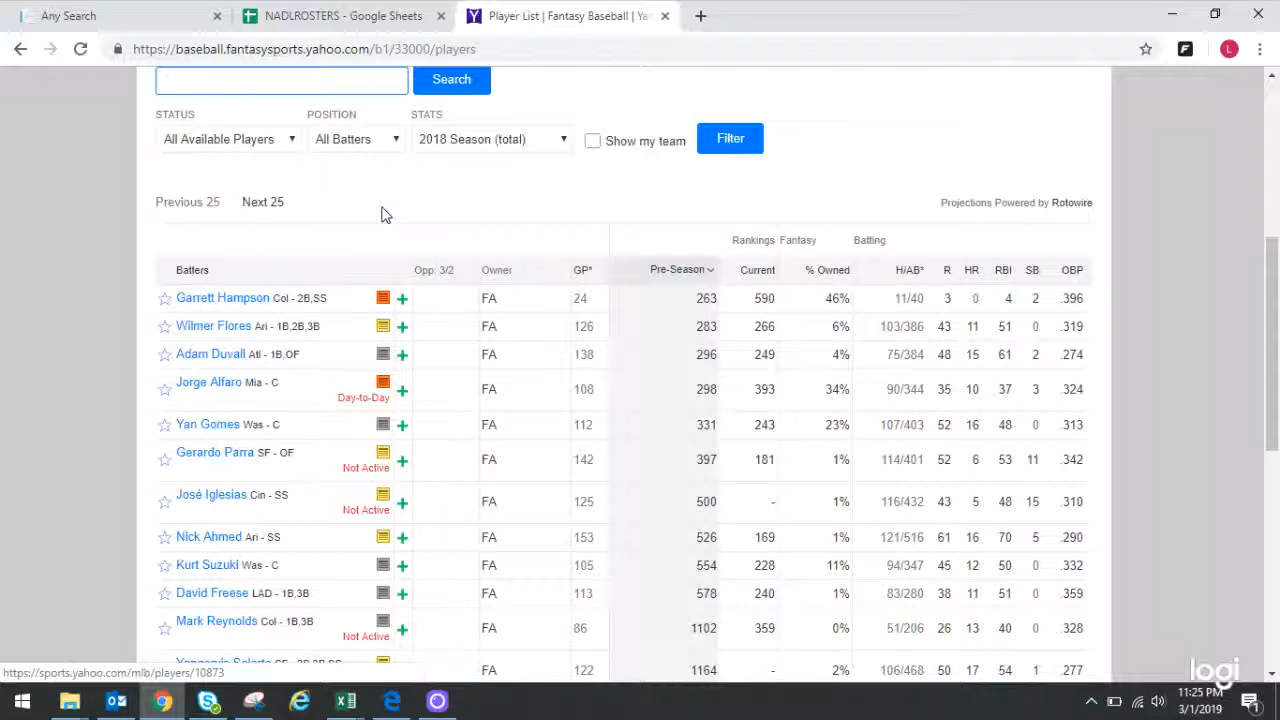 Any Search
NADLROSTERS - Google Sheets
Player List | Fantasy Baseball | Ya
https://baseball.fantasysports.yahoo.com/b1/33000/players
L
Search
STATUS POSITION STATS
All Available Players All Batters 2018 Season (total) Show my team Filter
Previous 25 Next 25 Projections Powered by Rotowire
Rankings Fantasy Batting
Batters Opp: 3/2 Owner GP* Pre-Season Current % Owned H/AB* R HR RBI SB OBP
Garrett Hampson Col - 2B,SS FA 24 263 590 46% 11/40 3 0 4 2 .396
Wilmer Flores Ari - 1B,2B,3B FA 126 283 266 6% 103/386 43 11 51 0 .319
Adam Duvall Atl - 1B,OF FA 138 296 249 4% 75/384 48 15 61 2 .274
Jorge Alfaro Mia - C FA 108 298 393 34% 90/344 35 10 37 3 .324
Day-to-Day
Yan Gomes Was - C FA 112 331 243 23% 107/403 52 16 48 0 .313
Gerardo Parra SF - OF FA 142 397 181 1% 114/401 52 6 53 11 .342
Not Active
José Iglesias Cin - SS FA 125 500 - 1% 116/432 43 5 48 15 .310
Not Active
Nick Ahmed Ari - SS FA 153 526 169 1% 121/516 61 16 70 5 .290
Kurt Suzuki Was - C FA 105 554 228 11% 94/347 45 12 50 0 .332
David Freese LAD - 1B,3B FA 113 578 240 1% 83/280 38 11 51 0 .359
Mark Reynolds Col - 1B,3B FA 86 1102 359 0% 51/206 26 13 40 0 .328
Not Active
FA 122 1164 - 2% 106/468 50 17 54 1 .277
https://sports.yahoo.com/mlb/players/10873
logi
11:25 PM
3/1/2019